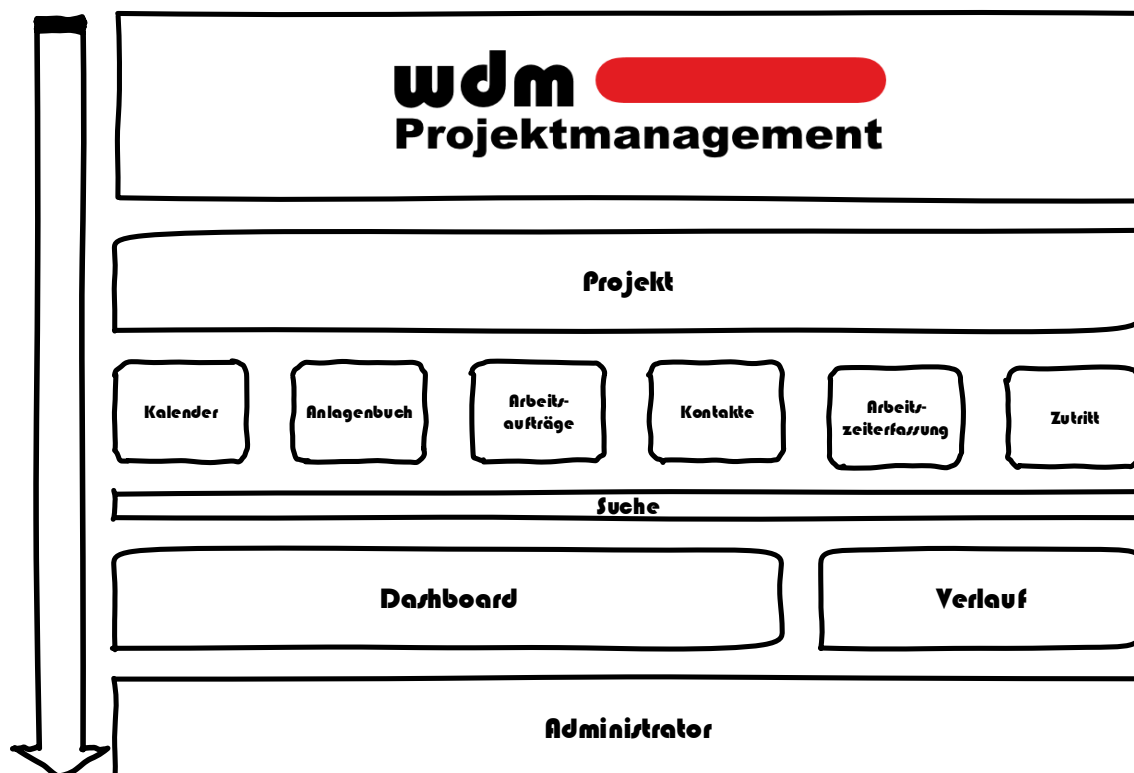 wdm
Projektmanagement
Projekt
Kalender
Anlagenbuch
Arbeits-
aufträge
Kontakte
Arbeits-
zeiterfassung
Zutritt
Suche
Dashboard
Verlauf
Administrator